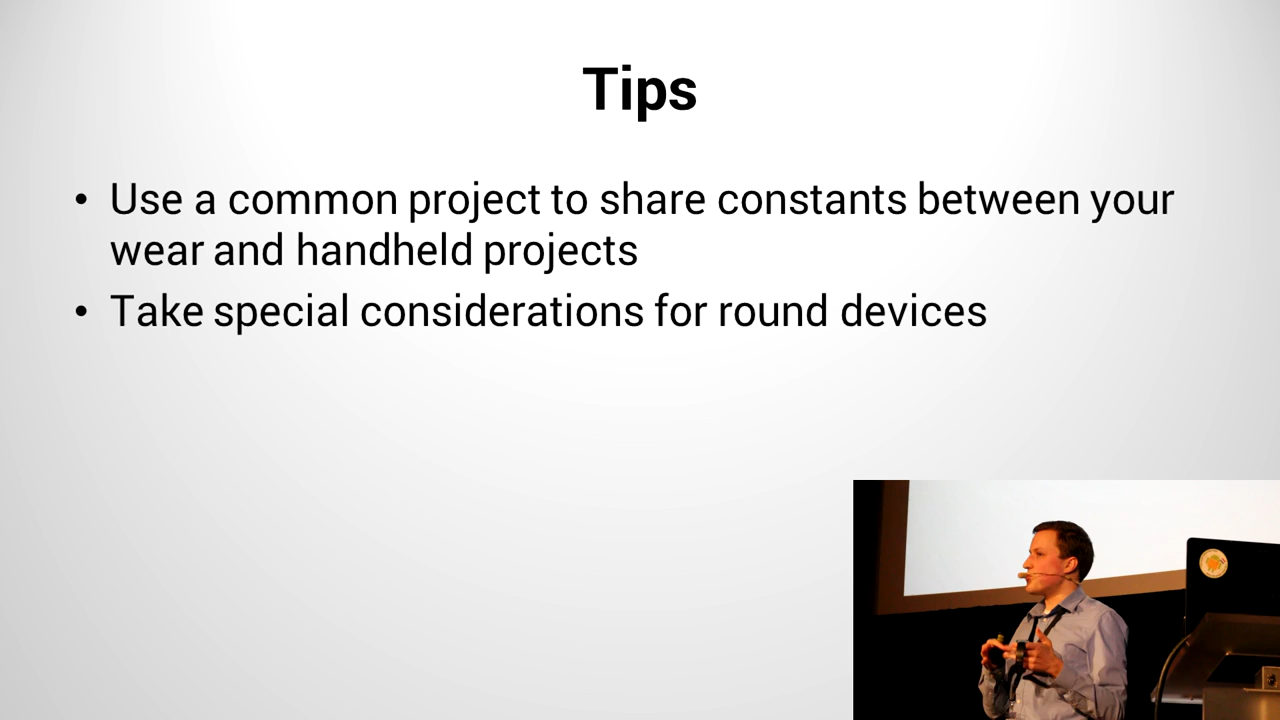 Tips
• Use a common project to share constants between your
wear and handheld projects
• Take special considerations for round devices